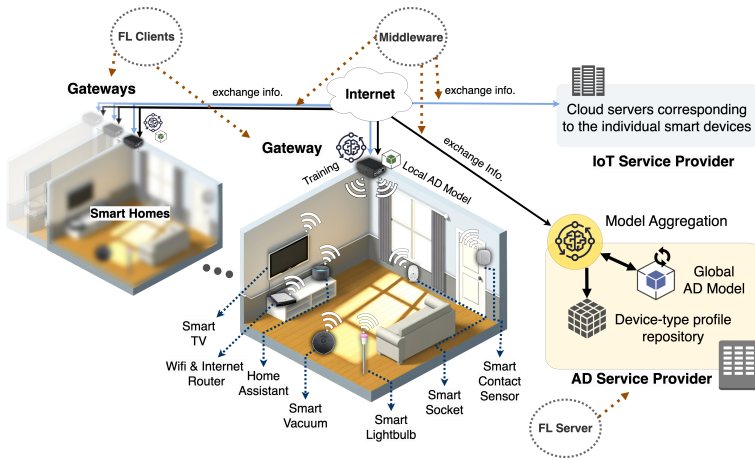 FL Clients
Middleware
Gateways
exchange info.
Internet
exchange info.
Cloud servers corresponding
to the individual smart devices
IoT Service Provider
Gateway
Training
Local AD Model
exchange Info.
Smart Homes
Model Aggregation
Global
AD Model
Device-type profile
repository
AD Service Provider
FL Server
Smart
TV
Wifi & Internet
Router
Home
Assistant
Smart
Vacuum
Smart
Lightbulb
Smart
Socket
Smart
Contact
Sensor